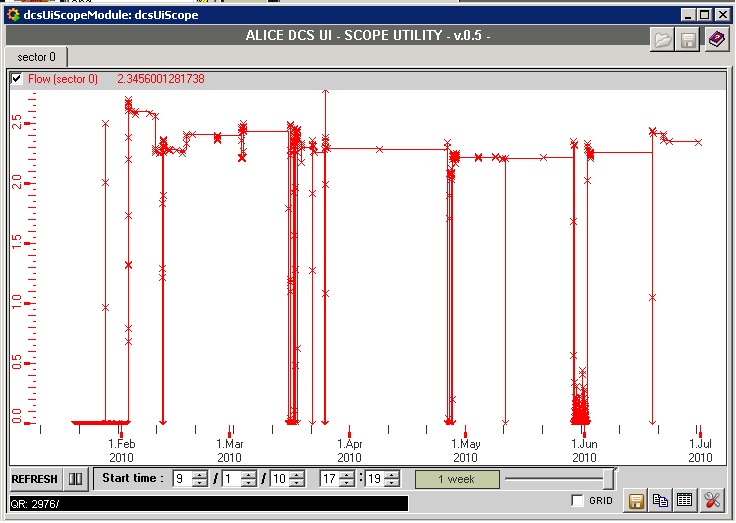 dcsUiScopeModule: dcsUiScope
ALICE DCS UI - SCOPE UTILITY - v.0.5 -
sector 0
Flow (sector 0) 2.3456001281738
2.5
2.0
1.5
1.0
0.5
0.0
1.Feb 1.Mar 1.Apr 1.May 1.Jun 1.Jul
2010 2010 2010 2010 2010 2010
REFRESH Start time : 9 / 1 / 10 17 : 19 1 week
QR: 2976/ GRID